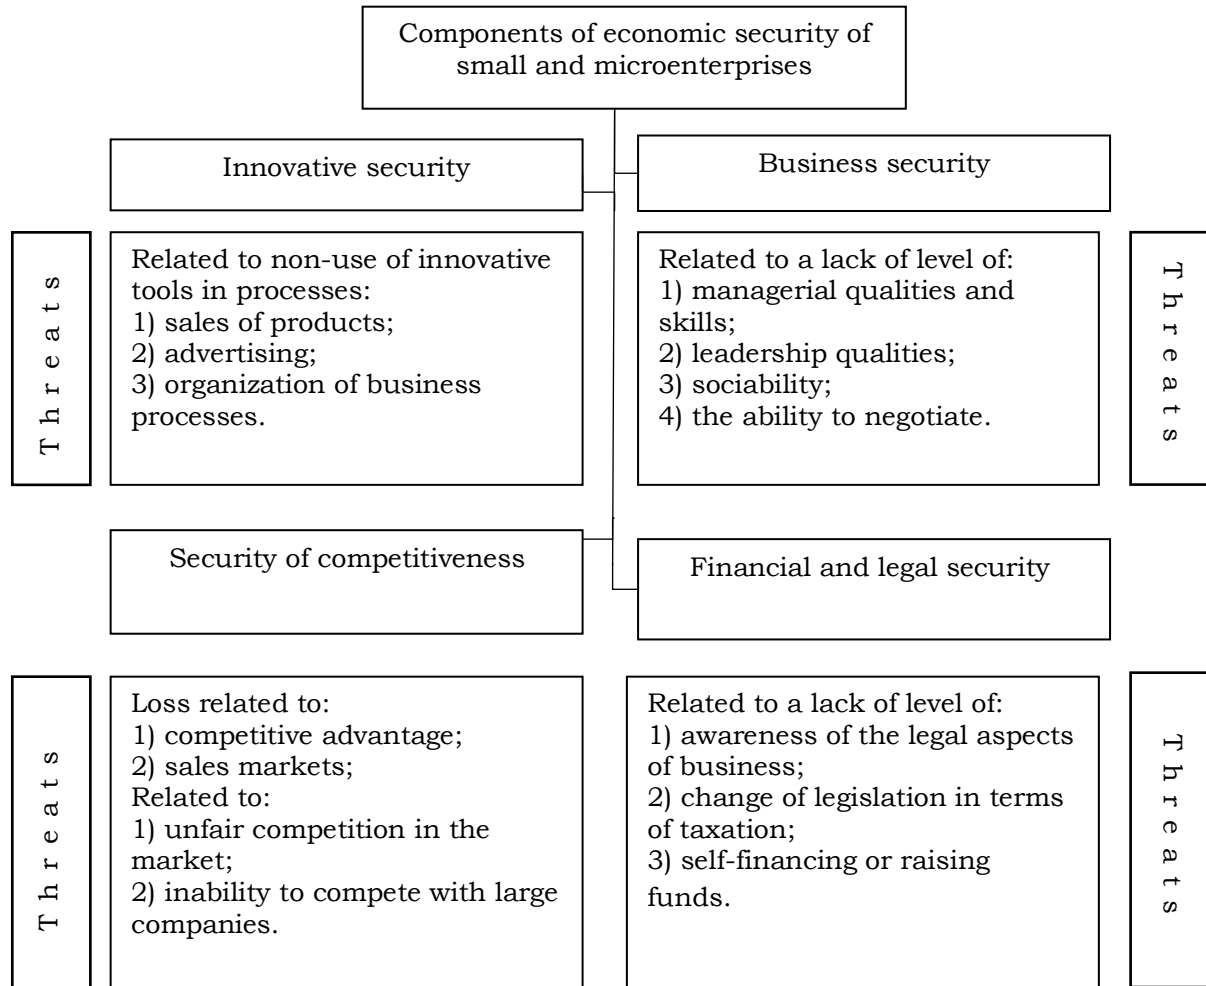 Components of economic security of
small and microenterprises
Innovative security
Business security
Threats
Related to non-use of innovative
tools in processes:
1) sales of products;
2) advertising;
3) organization of business
processes.
Related to a lack of level of:
1) managerial qualities and
skills;
2) leadership qualities;
3) sociability;
4) the ability to negotiate.
Threats
Security of competitiveness
Financial and legal security
Threats
Loss related to:
1) competitive advantage;
2) sales markets;
Related to:
1) unfair competition in the
market;
2) inability to compete with large
companies.
Related to a lack of level of:
1) awareness of the legal aspects
of business;
2) change of legislation in terms
of taxation;
3) self-financing or raising
funds.
Threats